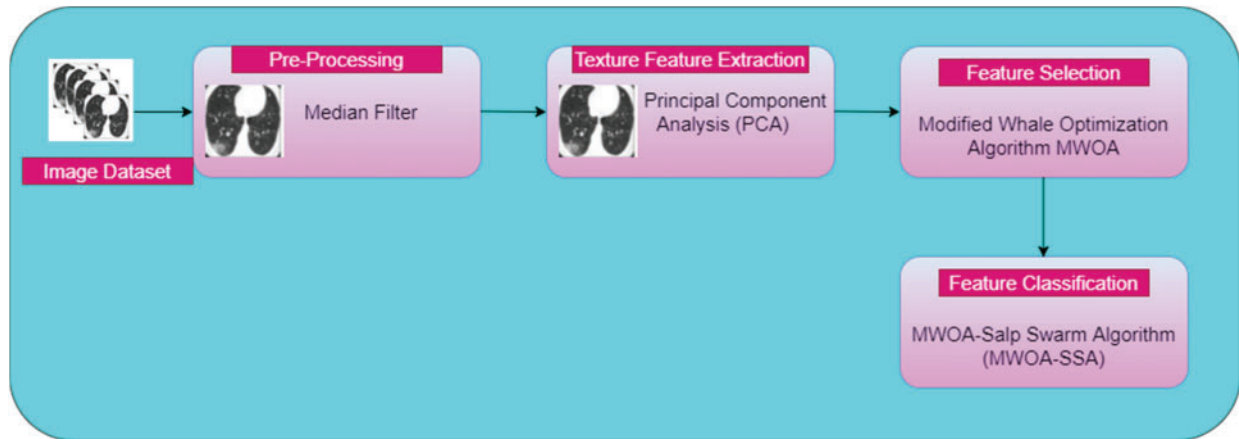 Image Dataset
Pre-Processing
Median Filter
Texture Feature Extraction
Principal Component
Analysis (PCA)
Feature Selection
Modified Whale Optimization
Algorithm MWOA
Feature Classification
MWOA-Salp Swarm Algorithm
(MWOA-SSA)